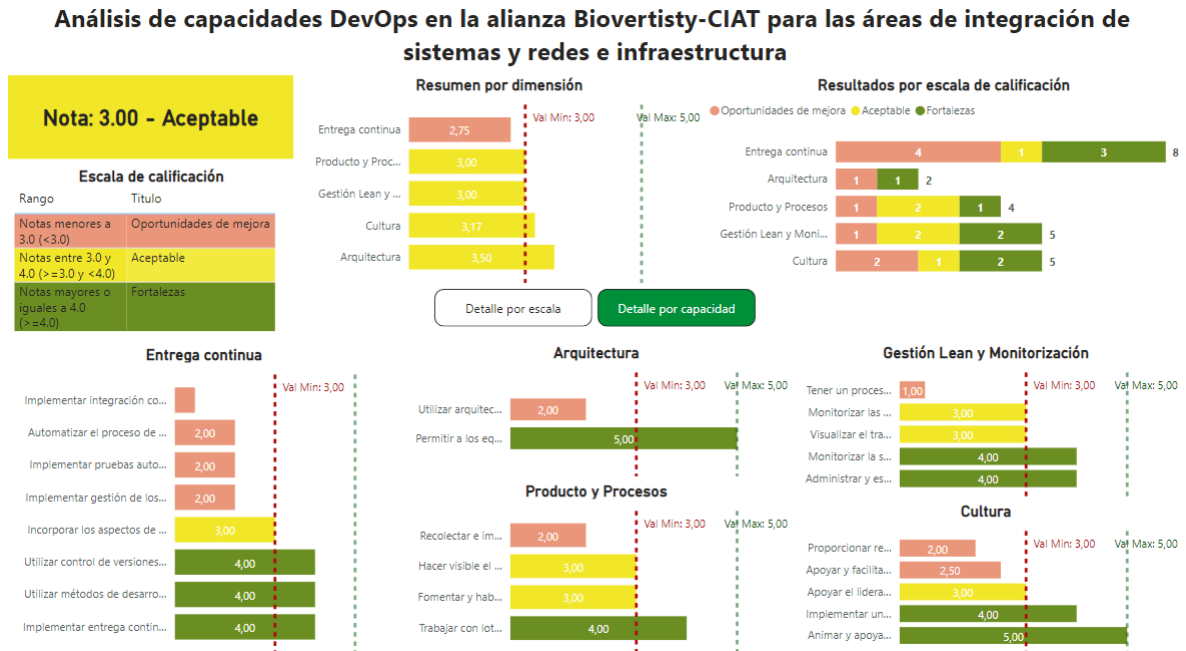 Análisis de capacidades DevOps en la alianza Biovertisty-CIAT para las áreas de integración de
sistemas y redes e infraestructura
Nota: 3.00 - Aceptable
Escala de calificación
Rango Titulo
Notas menores a
3.0 (<3.0)
Oportunidades de mejora
Notas entre 3.0 y
4.0 (>=3.0 y <4.0)
Aceptable
Notas mayores o
iguales a 4.0
(>=4.0)
Fortalezas
Resumen por dimensión
Val Min: 3,00
Val Max: 5,00
Entrega continua 2,75
Producto y Proc... 3,00
Gestión Lean y ... 3,00
Cultura 3,17
Arquitectura 3,50
Resultados por escala de calificación
Oportunidades de mejora Aceptable Fortalezas
Entrega continua 4 1 3 8
Arquitectura 1 1 2
Producto y Procesos 1 2 1 4
Gestión Lean y Moni... 1 2 2 5
Cultura 2 1 2 5
Detalle por escala
Detalle por capacidad
Entrega continua
Val Min: 3,00
Implementar integración co...
Automatizar el proceso de ... 2,00
Implementar pruebas auto... 2,00
Implementar gestión de los... 2,00
Incorporar los aspectos de ... 3,00
Utilizar control de versiones... 4,00
Utilizar métodos de desarro... 4,00
Implementar entrega contin... 4,00
Arquitectura
Val Min: 3,00 Val Max: 5,00
Utilizar arquitec... 2,00
Permitir a los eq... 5,00
Producto y Procesos
Val Min: 3,00 Val Max: 5,00
Recolectar e im... 2,00
Hacer visible el ... 3,00
Fomentar y hab... 3,00
Trabajar con lot... 4,00
Gestión Lean y Monitorización
Val Min: 3,00 Val Max: 5,00
Tener un proces... 1,00
Monitorizar las ... 3,00
Visualizar el tra... 3,00
Monitorizar la s... 4,00
Administrar y es... 4,00
Cultura
Val Min: 3,00 Val Max: 5,00
Proporcionar re... 2,00
Apoyar y facilita... 2,50
Apoyar el lidera... 3,00
Implementar un... 4,00
Animar y apoya... 5,00